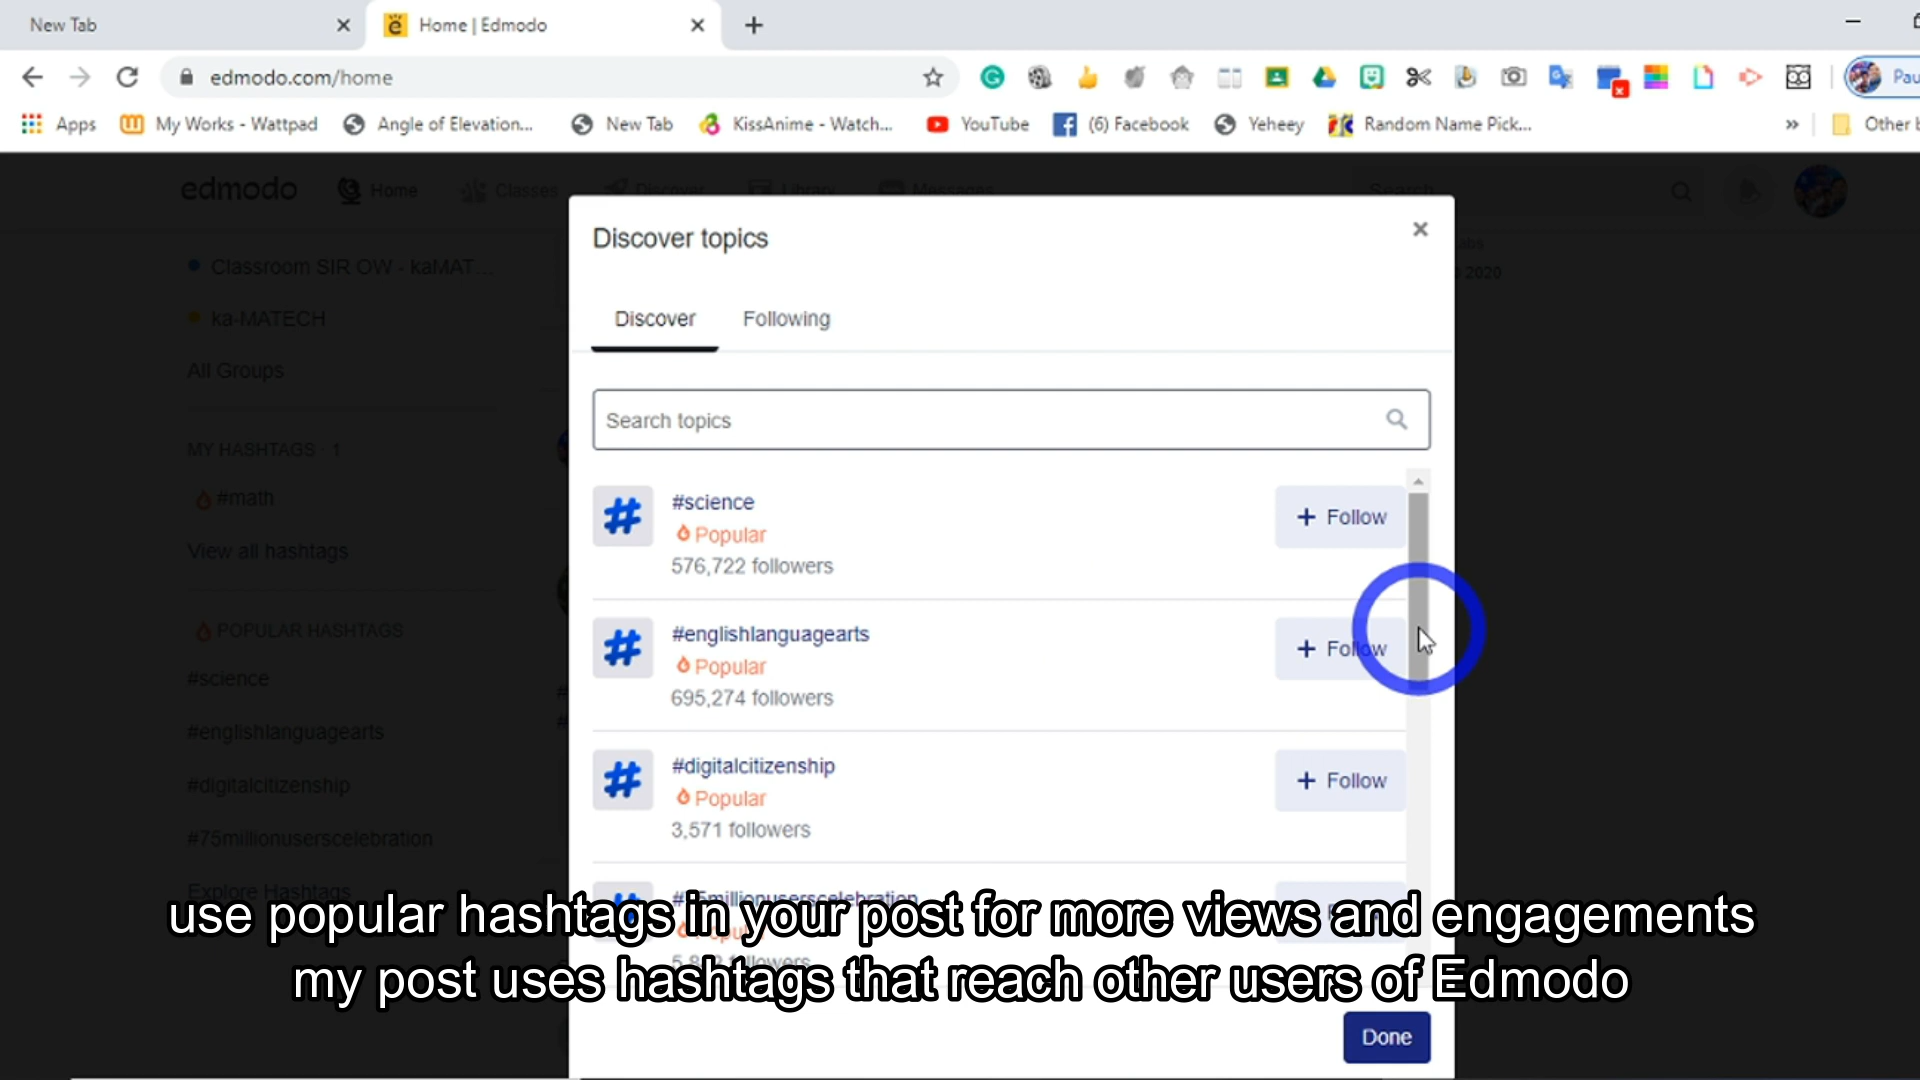 New Tab
Home | Edmodo
edmodo.com/home
Pau
Apps
My Works - Wattpad
Angle of Elevation...
New Tab
KissAnime - Watch...
YouTube
(6) Facebook
Yeheey
Random Name Pick...
»
Other b
edmodo
Home
Classes
Discover
Library
Messages
Search
Discover topics
2020
Classroom SIR OW - kaMAT...
ka-MATECH
All Groups
MY HASHTAGS · 1
#math
View all hashtags
POPULAR HASHTAGS
#science
#englishlanguagearts
#digitalcitizenship
#75millionuserscelebration
Explore Hashtags
Discover
Following
Search topics
#science
Popular
576,722 followers
+ Follow
#englishlanguagearts
Popular
695,274 followers
+ Follow
#digitalcitizenship
Popular
3,571 followers
+ Follow
use popular hashtags in your post for more views and engagements
my post uses hashtags that reach other users of Edmodo
Done